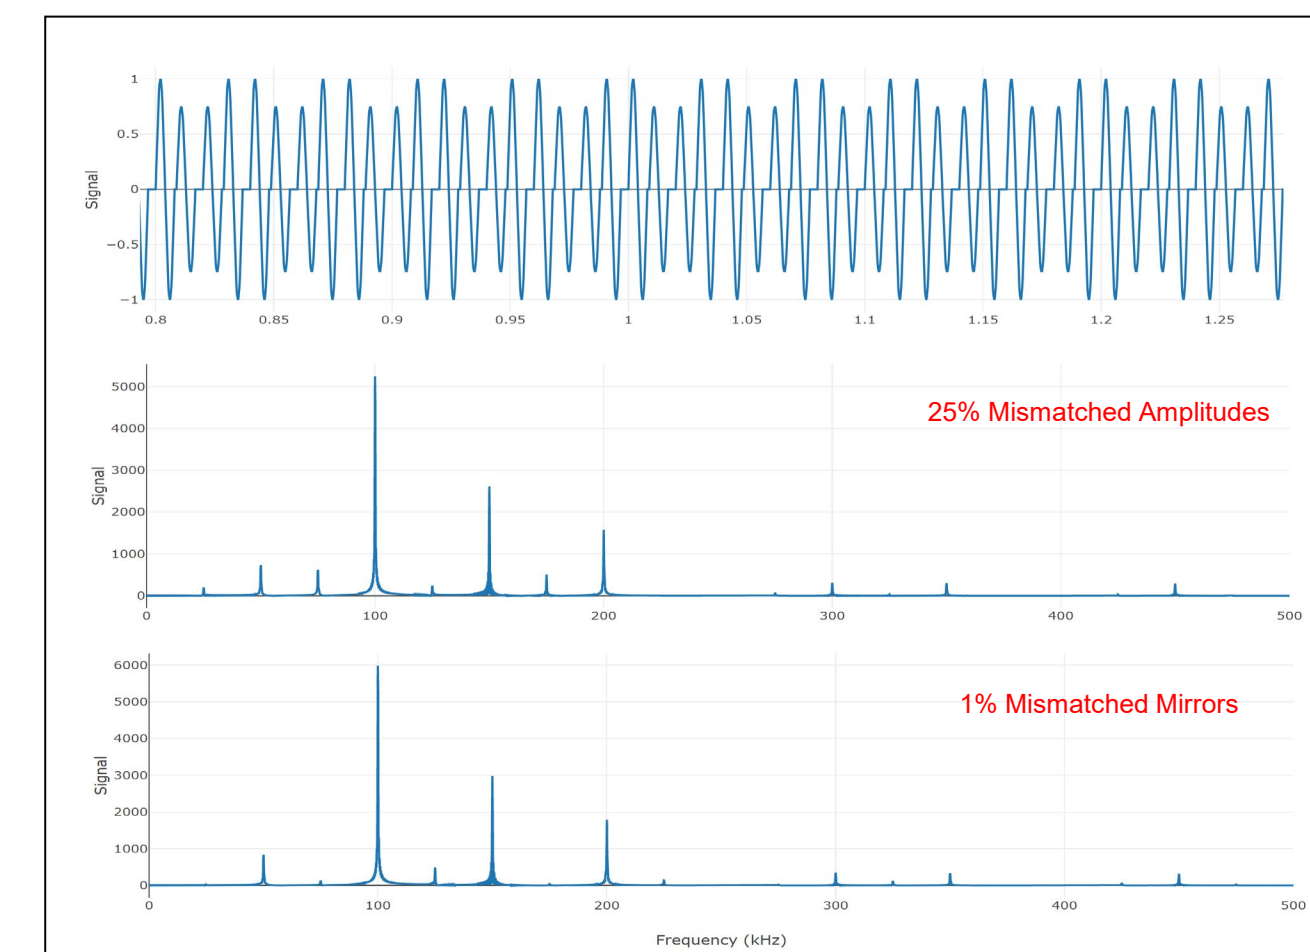 1
0.5
0
−0.5
−1
Signal
0.8 0.85 0.9 0.95 1 1.05 1.1 1.15 1.2 1.25
5000
4000
3000
2000
1000
0
Signal
25% Mismatched Amplitudes
0 100 200 300 400 500
6000
5000
4000
3000
2000
1000
0
Signal
1% Mismatched Mirrors
0 100 200 300 400 500
Frequency (kHz)